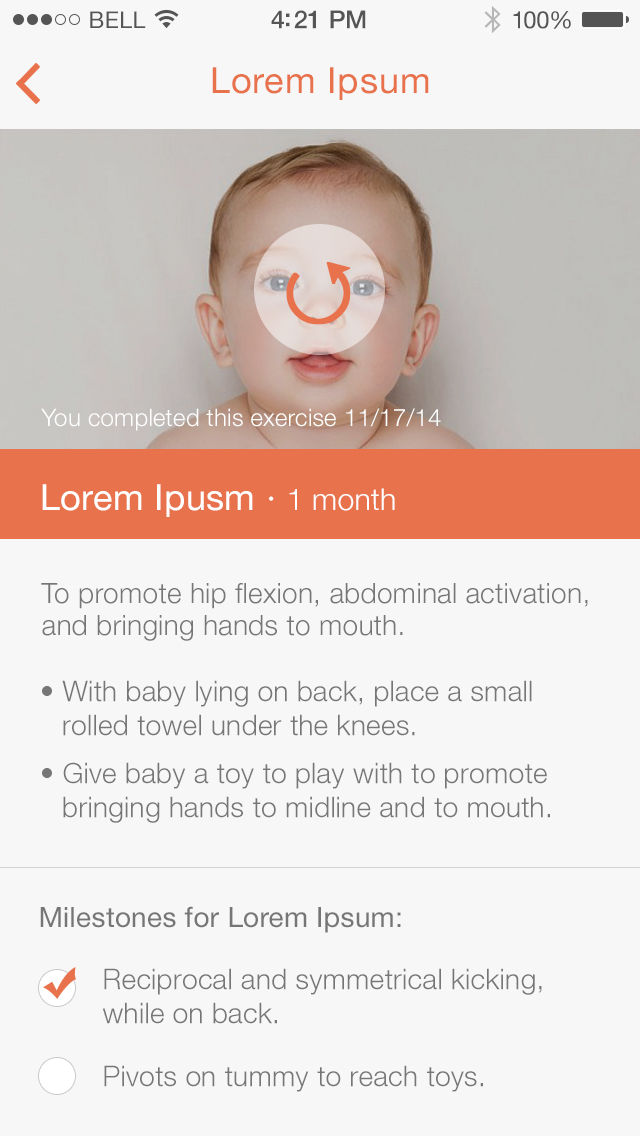 BELL 4:21 PM 100%
Lorem Ipsum
You completed this exercise 11/17/14
Lorem Ipusm · 1 month
To promote hip flexion, abdominal activation,
and bringing hands to mouth.
• With baby lying on back, place a small
rolled towel under the knees.
• Give baby a toy to play with to promote
bringing hands to midline and to mouth.
Milestones for Lorem Ipsum:
Reciprocal and symmetrical kicking,
while on back.
Pivots on tummy to reach toys.